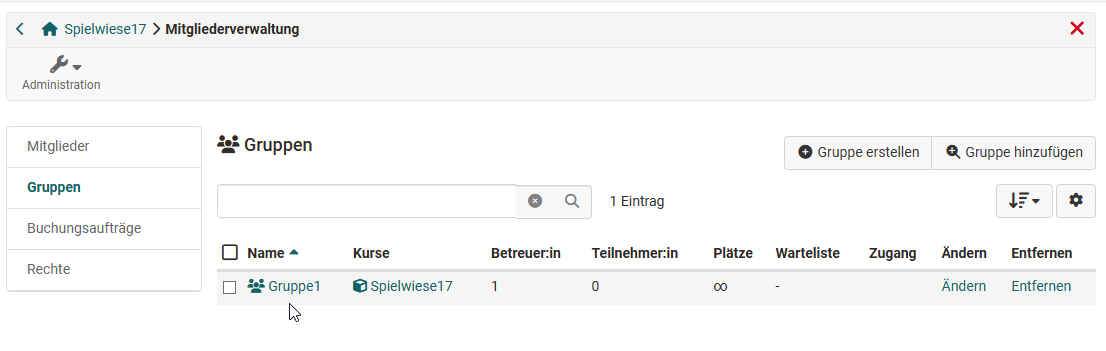 Spielwiese17 Mitgliederverwaltung
Administration
Mitglieder
Gruppen
Buchungsaufträge
Rechte
Gruppen
Gruppe erstellen Gruppe hinzufügen
1 Eintrag
Name Kurse Betreuer:in Teilnehmer:in Plätze Warteliste Zugang Ändern Entfernen
Gruppe1 Spielwiese17 1 0 ∞ - Ändern Entfernen